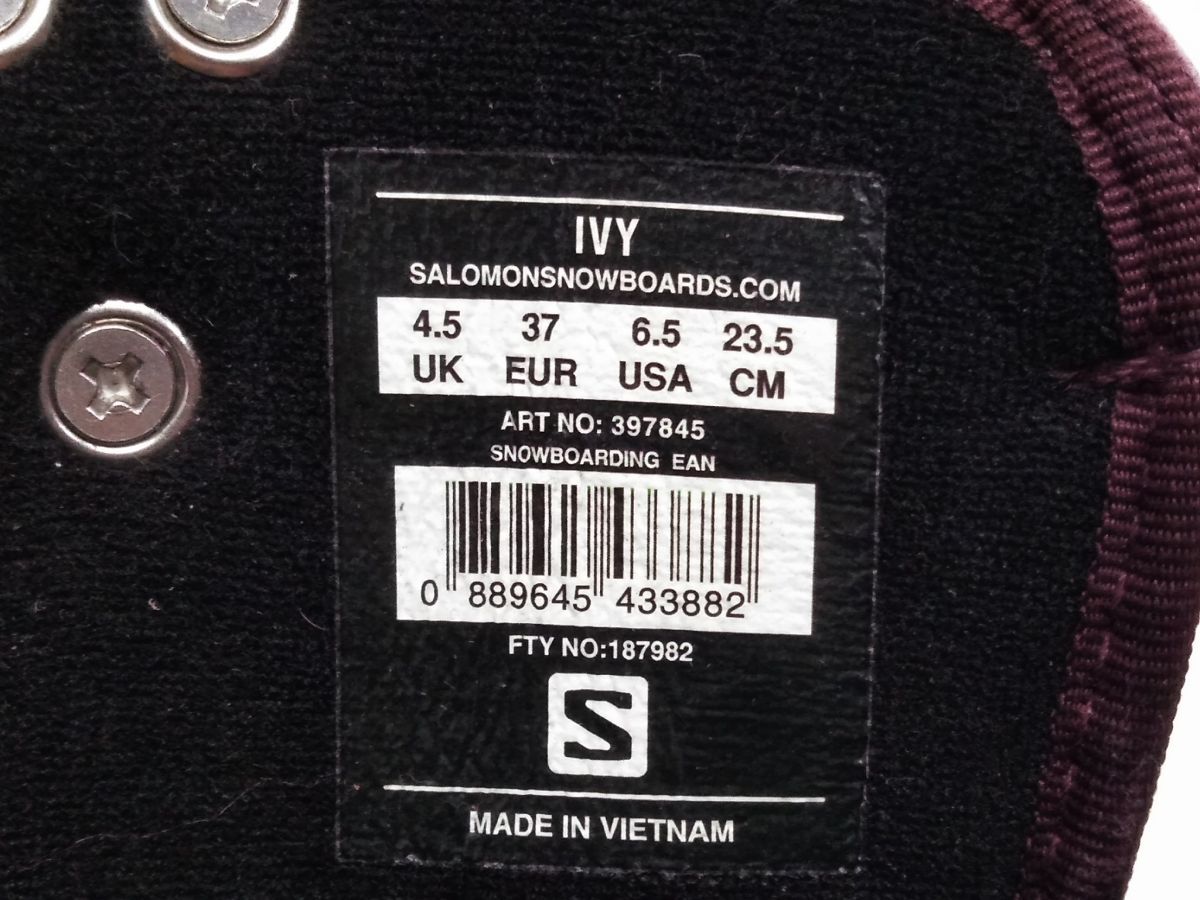 IVY
SALOMONSNOWBOARDS.COM
4.5 37 6.5 23.5
UK EUR USA CM
ART NO: 397845
SNOWBOARDING EAN
0 889645 433882
FTY NO:187982
S
MADE IN VIETNAM